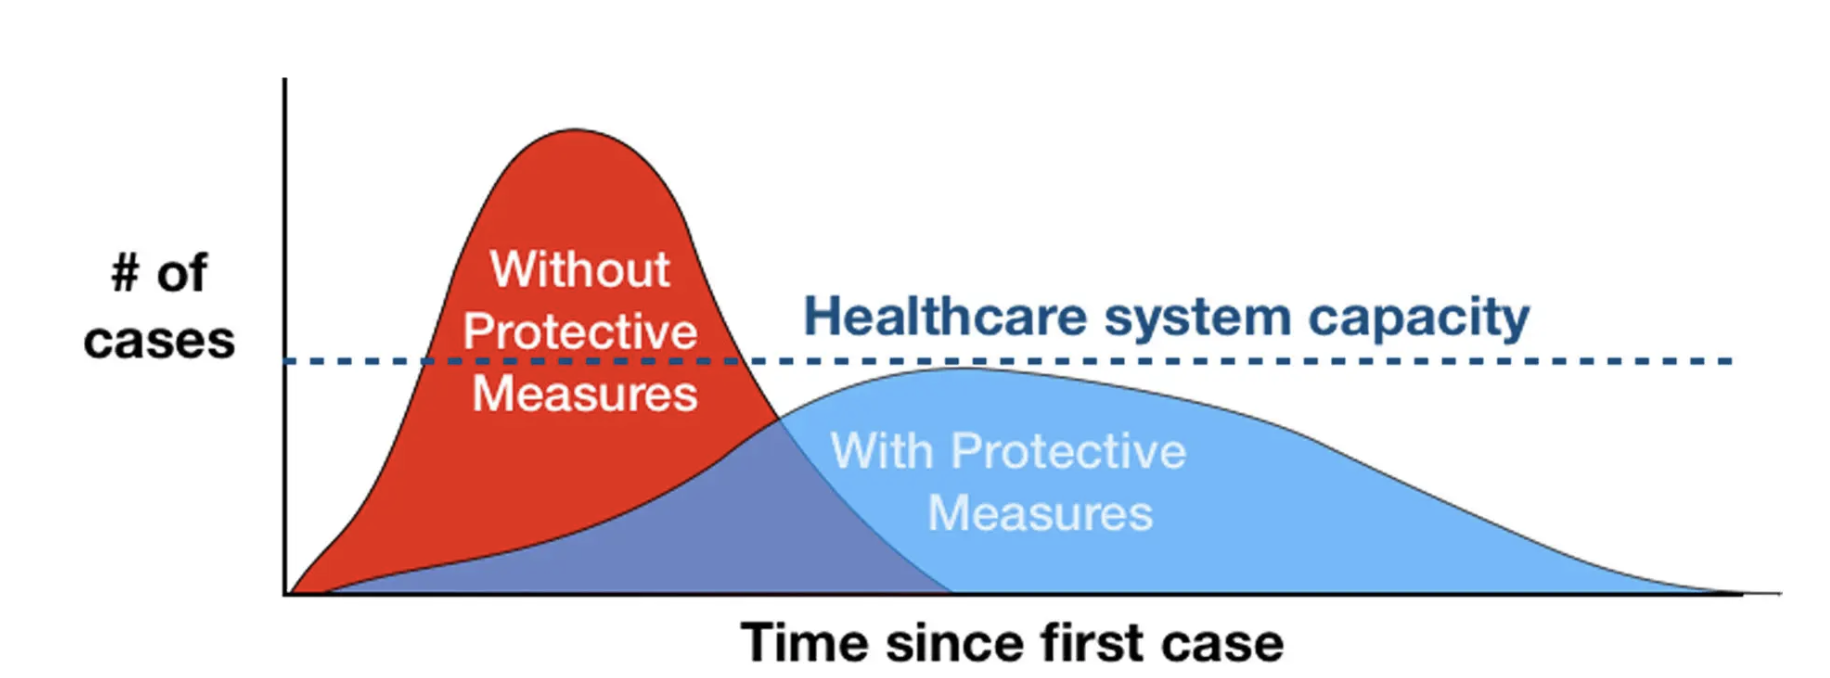 # of
cases
Without
Protective
Measures
Healthcare system capacity
With Protective
Measures
Time since first case